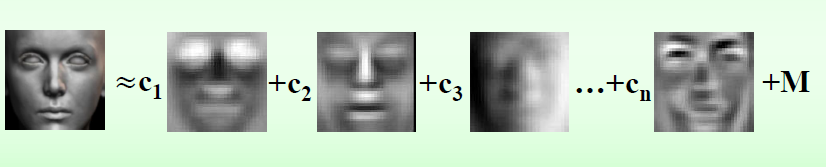 ≈c₁ +c₂ +c₃ …+cₙ +M